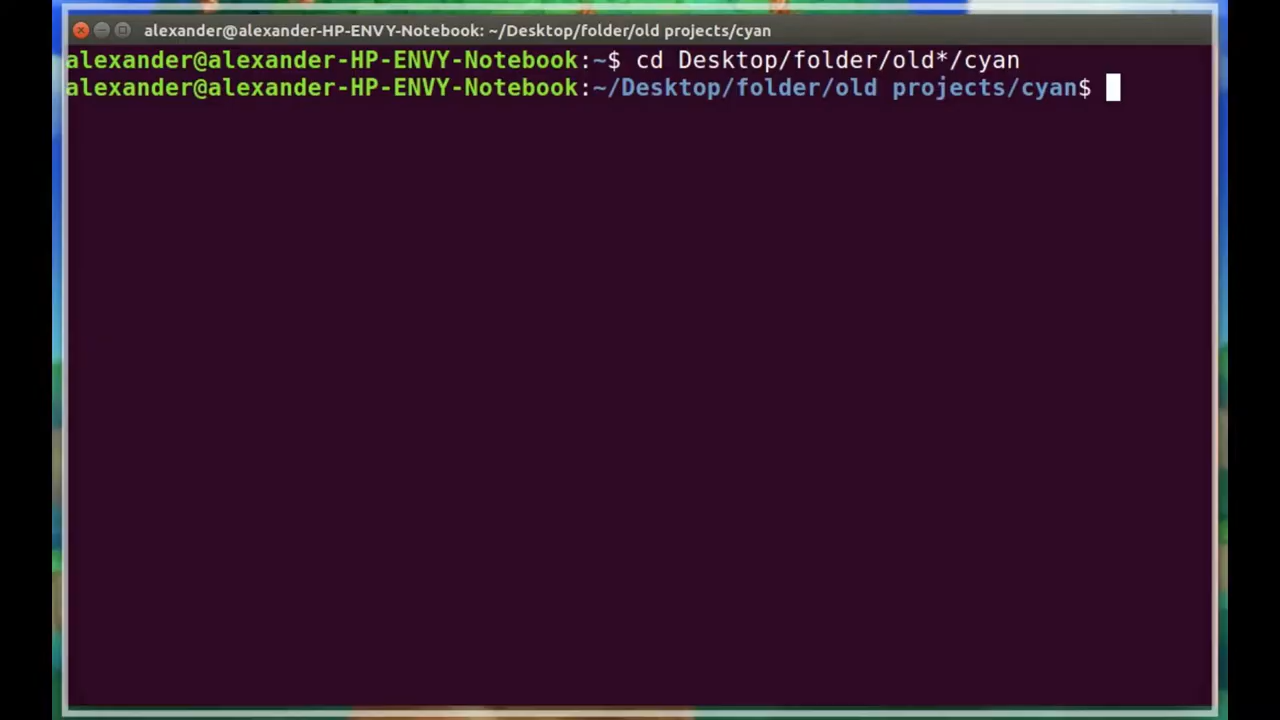 alexander@alexander-HP-ENVY-Notebook: ~/Desktop/folder/old projects/cyan
alexander@alexander-HP-ENVY-Notebook:~$ cd Desktop/folder/old*/cyan
alexander@alexander-HP-ENVY-Notebook:~/Desktop/folder/old projects/cyan$